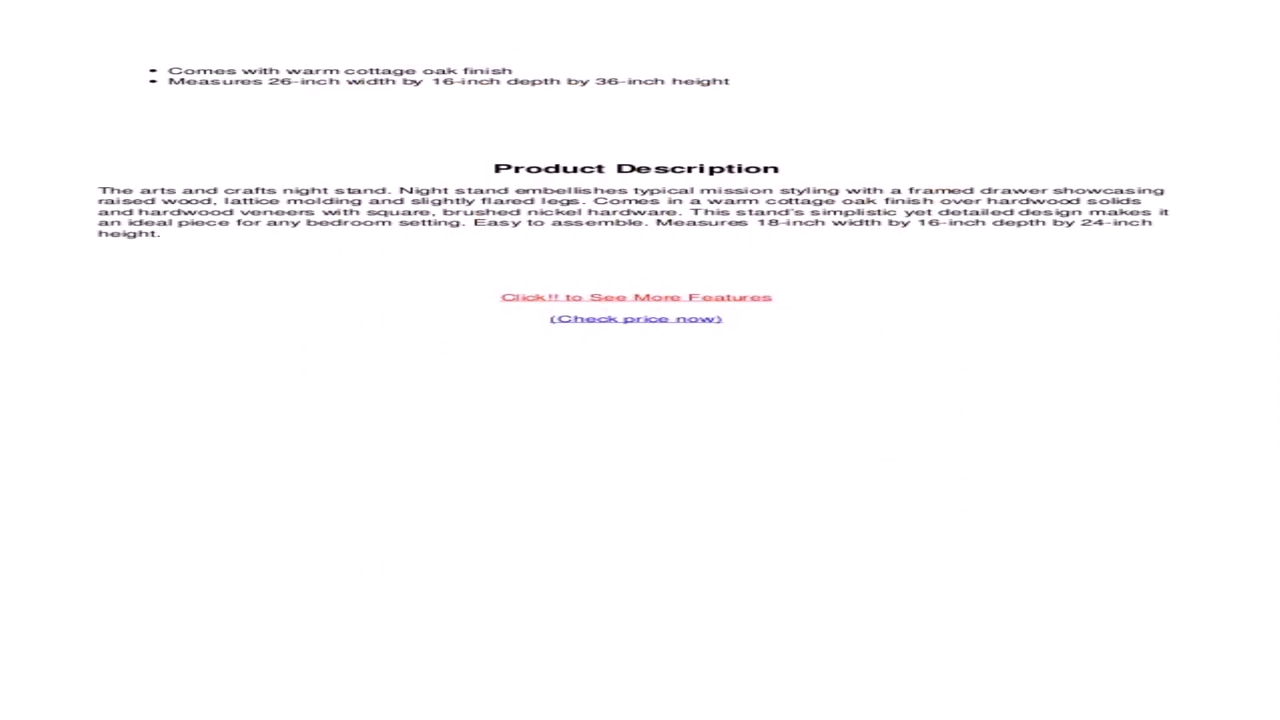 • Comes with warm cottage oak finish
• Measures 26-inch width by 16-inch depth by 36-inch height
Product Description
The arts and crafts night stand. Night stand embellishes typical mission styling with a framed drawer showcasing
raised wood, lattice molding and slightly flared legs. Comes in a warm cottage oak finish over hardwood solids
and hardwood veneers with square, brushed nickel hardware. This stand's simplistic yet detailed design makes it
an ideal piece for any bedroom setting. Easy to assemble. Measures 18-inch width by 16-inch depth by 24-inch
height.
Click!! to See More Features
(Check price now)